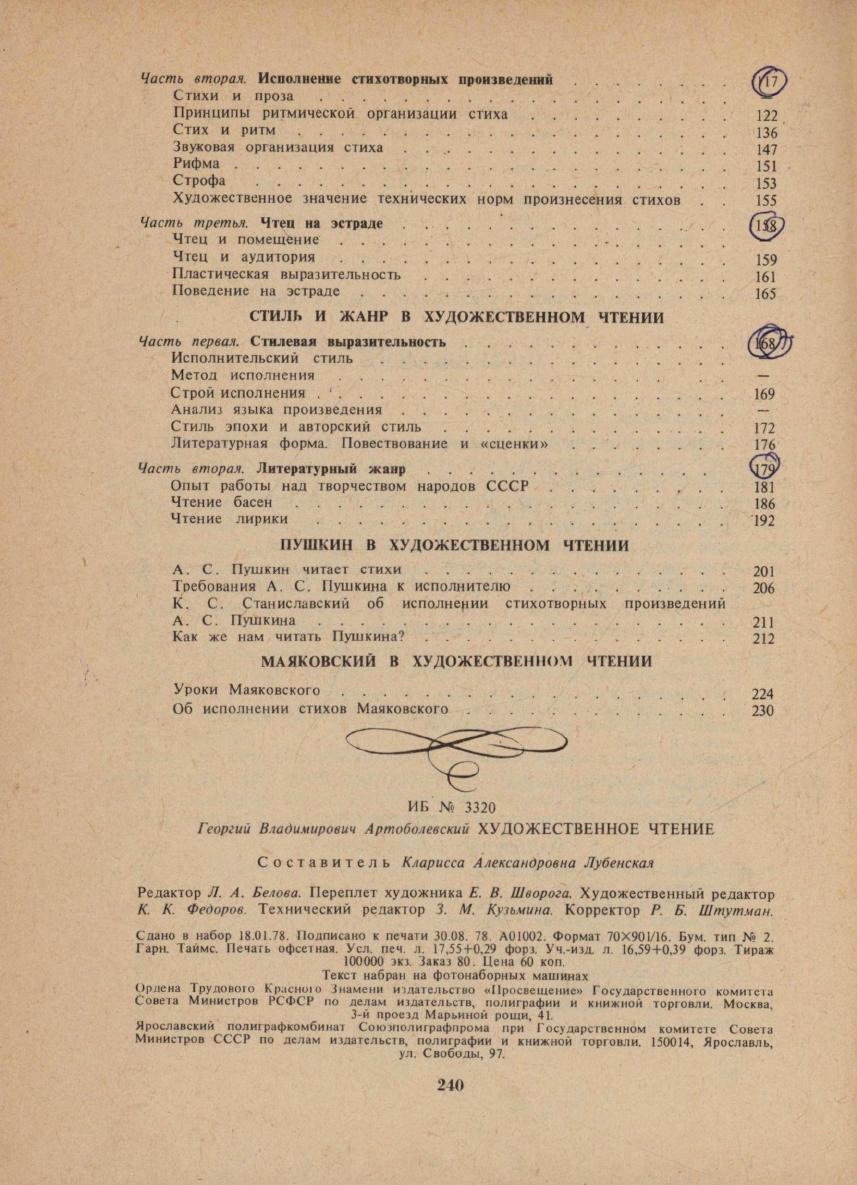 Часть вторая. Исполнение стихотворных произведений . . . . . . . 117
Стихи и проза . . . . . . . . . . . . . . . . . —
Принципы ритмической организации стиха . . . . . . . . . 122
Стих и ритм . . . . . . . . . . . . . . . . . . 136
Звуковая организация стиха . . . . . . . . . . . . . . 147
Рифма . . . . . . . . . . . . . . . . . . . . 151
Строфа . . . . . . . . . . . . . . . . . . . 153
Художественное значение технических норм произнесения стихов . . 155
Часть третья. Чтец на эстраде . . . . . . . . . . . . . . 158
Чтец и помещение . . . . . . . . . . . . . . . .
Чтец и аудитория . . . . . . . . . . . . . . . . 159
Пластическая выразительность . . . . . . . . . . . . . 161
Поведение на эстраде . . . . . . . . . . . . . . . 165
СТИЛЬ И ЖАНР В ХУДОЖЕСТВЕННОМ ЧТЕНИИ
Часть первая. Стилевая выразительность . . . . . . . . . . . 168
Исполнительский стиль . . . . . . . . . . . . . . .
Метод исполнения . . . . . . . . . . . . . . . . —
Строй исполнения . . . . . . . . . . . . . . . . . 169
Анализ языка произведения . . . . . . . . . . . . . . —
Стиль эпохи и авторский стиль . . . . . . . . . . . . 172
Литературная форма. Повествование и «сценки» . . . . . . . 176
Часть вторая. Литературный жанр . . . . . . . . . . . . . 179
Опыт работы над творчеством народов СССР . . . . . . . . 181
Чтение басен . . . . . . . . . . . . . . . . . . 186
Чтение лирики . . . . . . . . . . . . . . . . . 192
ПУШКИН В ХУДОЖЕСТВЕННОМ ЧТЕНИИ
А. С. Пушкин читает стихи . . . . . . . . . . . . . 201
Требования А. С. Пушкина к исполнителю . . . . . . . . . 206
К. С. Станиславский об исполнении стихотворных произведений
А. С. Пушкина . . . . . . . . . . . . . . . . . 211
Как же нам читать Пушкина? . . . . . . . . . . . . . 212
МАЯКОВСКИЙ В ХУДОЖЕСТВЕННОМ ЧТЕНИИ
Уроки Маяковского . . . . . . . . . . . . . . . . 224
Об исполнении стихов Маяковского . . . . . . . . . . . 230
ИБ № 3320
Георгий Владимирович Артоболевский ХУДОЖЕСТВЕННОЕ ЧТЕНИЕ
Составитель Кларисса Александровна Лубенская
Редактор Л. А. Белова. Переплет художника Е. В. Шворога. Художественный редактор
К. К. Федоров. Технический редактор З. М. Кузьмина. Корректор Р. Б. Штутман.
Сдано в набор 18.01.78. Подписано к печати 30.08. 78. А01002. Формат 70×901/16. Бум. тип № 2.
Гарн. Таймс. Печать офсетная. Усл. печ. л. 17,55+0,29 форз. Уч.-изд. л. 16,59+0,39 форз. Тираж
100000 экз. Заказ 80. Цена 60 коп.
Текст набран на фотонаборных машинах
Ордена Трудового Красного Знамени издательство «Просвещение» Государственного комитета
Совета Министров РСФСР по делам издательств, полиграфии и книжной торговли. Москва,
3-й проезд Марьиной рощи, 41.
Ярославский полиграфкомбинат Союзполиграфпрома при Государственном комитете Совета
Министров СССР по делам издательств, полиграфии и книжной торговли. 150014, Ярославль,
ул. Свободы, 97.
240